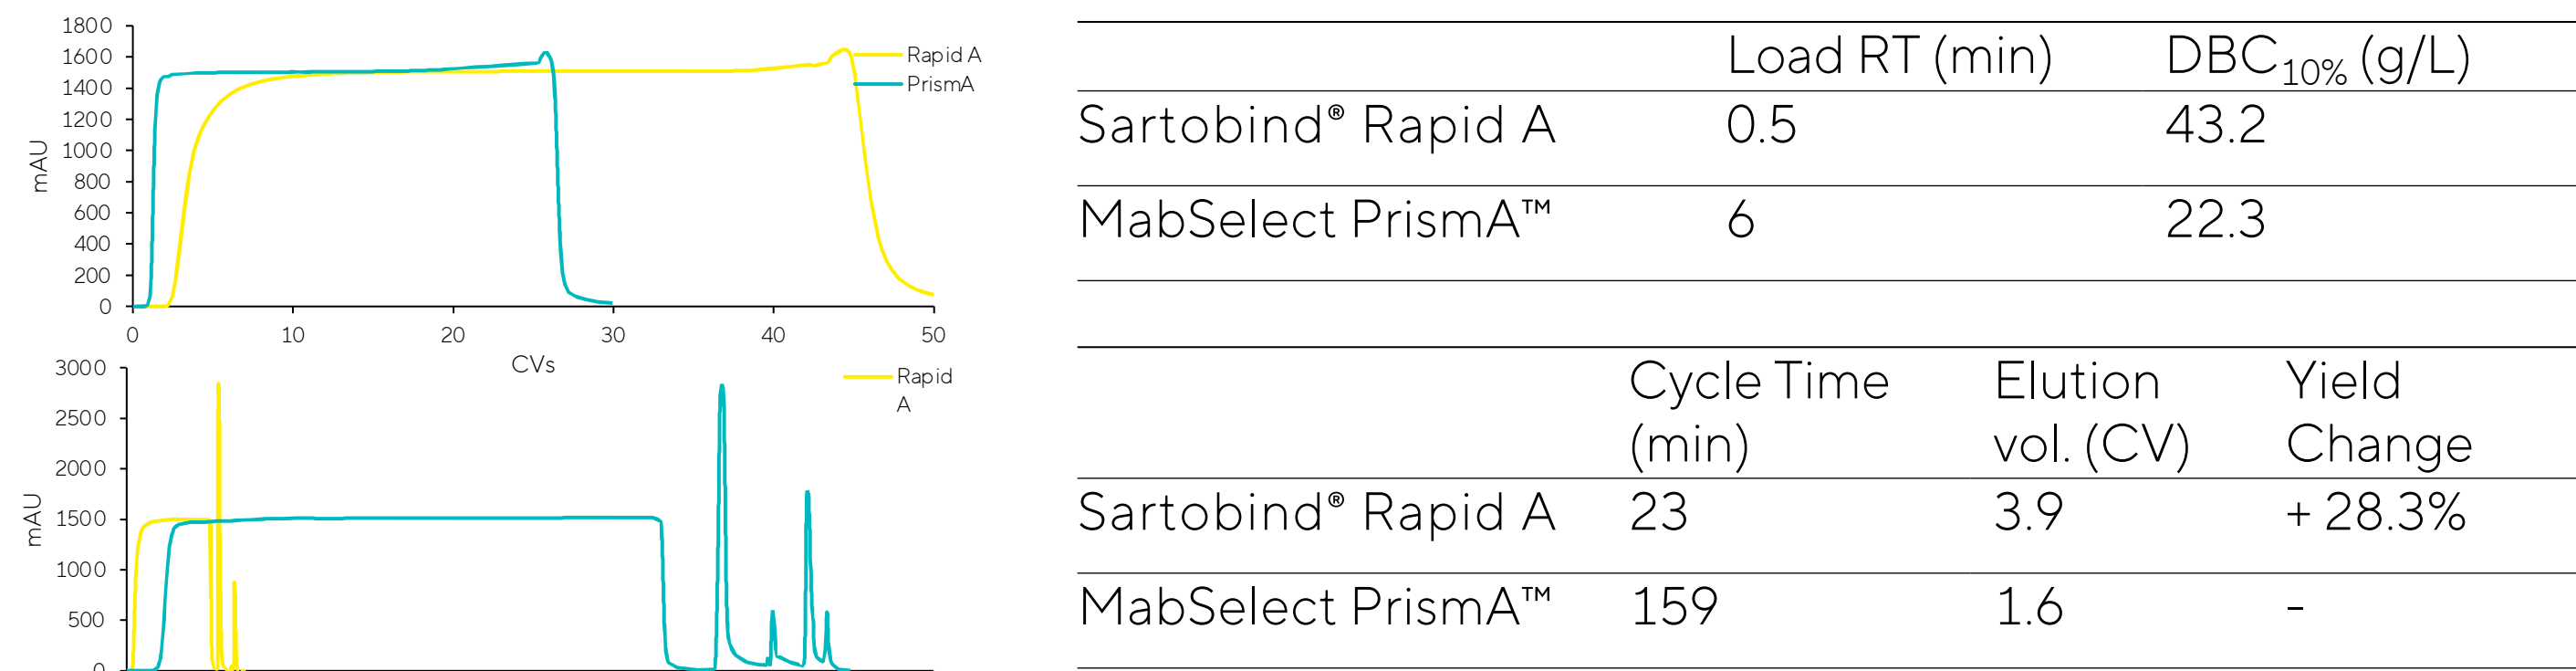 1800
1600
1400
1200
1000
800
600
400
200
0
mAU
0 10 20 30 40 50
CVs
Rapid A
PrismA
3000
2500
2000
1500
1000
500
0
mAU
Rapid
A
Load RT (min) DBC10% (g/L)
Sartobind® Rapid A 0.5 43.2
MabSelect PrismA™ 6 22.3
Cycle Time Elution Yield
(min) vol. (CV) Change
Sartobind® Rapid A 23 3.9 + 28.3%
MabSelect PrismA™ 159 1.6 -